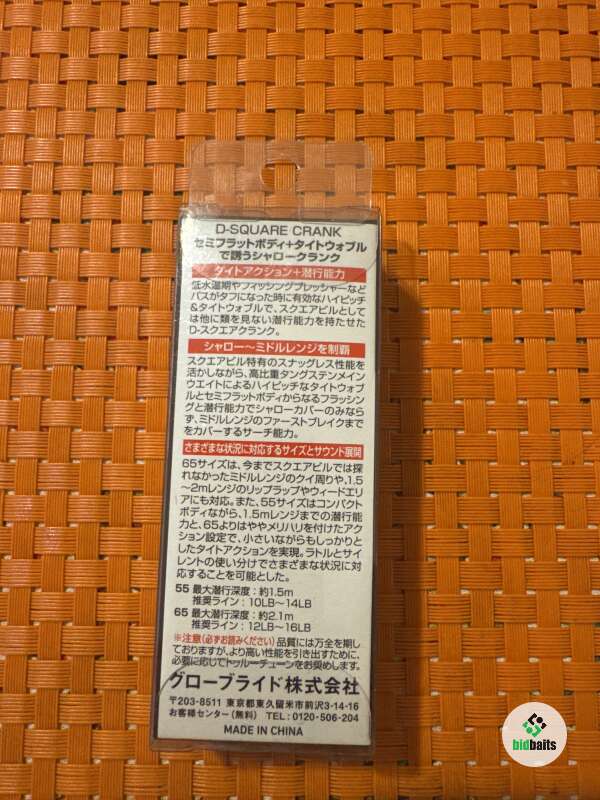 D-SQUARE CRANK
セミフラットボディ+タイトウォブル
で誘うシャロークランク
タイトアクション+潜行能力
低水温期やフィッシングプレッシャーなど
バスがタフになった時に有効なハイピッチ
&タイトウォブルで、スクエアビルとして
は他に類を見ない潜行能力を持たせた
D-スクエアクランク。
シャロー〜ミドルレンジを制覇
スクエアビル特有のスナッグレス性能を
活かしながら、高比重タングステンメイン
ウエイトによるハイピッチなタイトウォブ
ルとセミフラットボディからなるフラッシン
グと潜行能力でシャローカバーのみなら
ず、ミドルレンジのファーストブレイクまで
をカバーするサーチ能力。
さまざまな状況に対応するサイズとサウンド展開
65サイズは、今までスクエアビルでは探
れなかったミドルレンジのクイ周りや、1.5
〜2mレンジのリップラップやウィードエリ
アにも対応。また、55サイズはコンパクト
ボディながら、1.5mレンジまでの潜行能
力と、65よりはややメリハリを付けたアク
ション設定で、小さいながらもしっかりと
したタイトアクションを実現。ラトルとサイ
レントの使い分けでさまざまな状況に対
応することを可能とした。
55 最大潜行深度:約1.5m
推奨ライン:10LB〜14LB
65 最大潜行深度:約2.1m
推奨ライン:12LB〜16LB
※注意(必ずお読みください)品質には万全を期し
ておりますが、より高い性能を引き出すために、
必要に応じてトゥルーチューンをお奨めします。
グローブライド株式会社
〒203-8511 東京都東久留米市前沢3-14-16
お客様センター(無料) TEL:0120-506-204
MADE IN CHINA
bidbaits